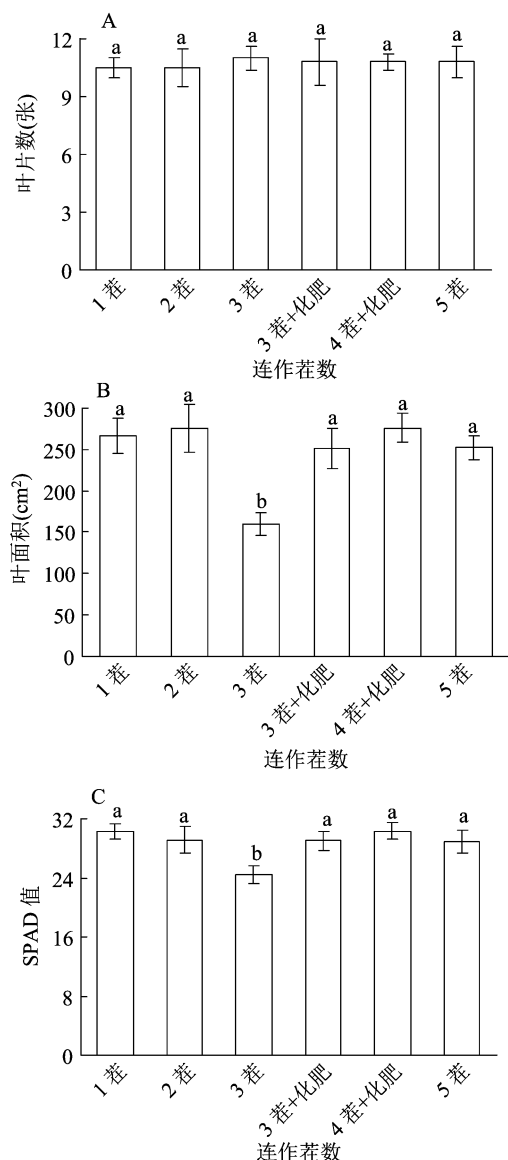 A
a a a a a a
12
9
6
3
0
叶片数(张)
1 茬 2 茬 3 茬 3 茬+化肥 4 茬+化肥 5 茬
连作茬数
B
a a b a a a
300
250
200
150
100
50
0
叶面积(cm²)
1 茬 2 茬 3 茬 3 茬+化肥 4 茬+化肥 5 茬
连作茬数
C
a a b a a a
32
24
16
8
0
SPAD 值
1 茬 2 茬 3 茬 3 茬+化肥 4 茬+化肥 5 茬
连作茬数